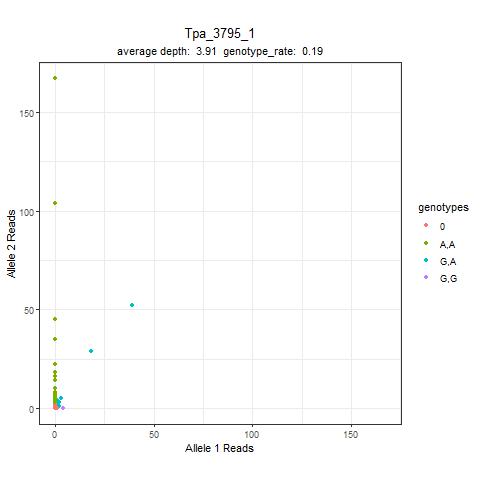 Tpa_3795_1
average depth:  3.91  genotype_rate:  0.19
150
100
50
0
Allele 2 Reads
0
50
100
150
Allele 1 Reads
genotypes
0
A,A
G,A
G,G